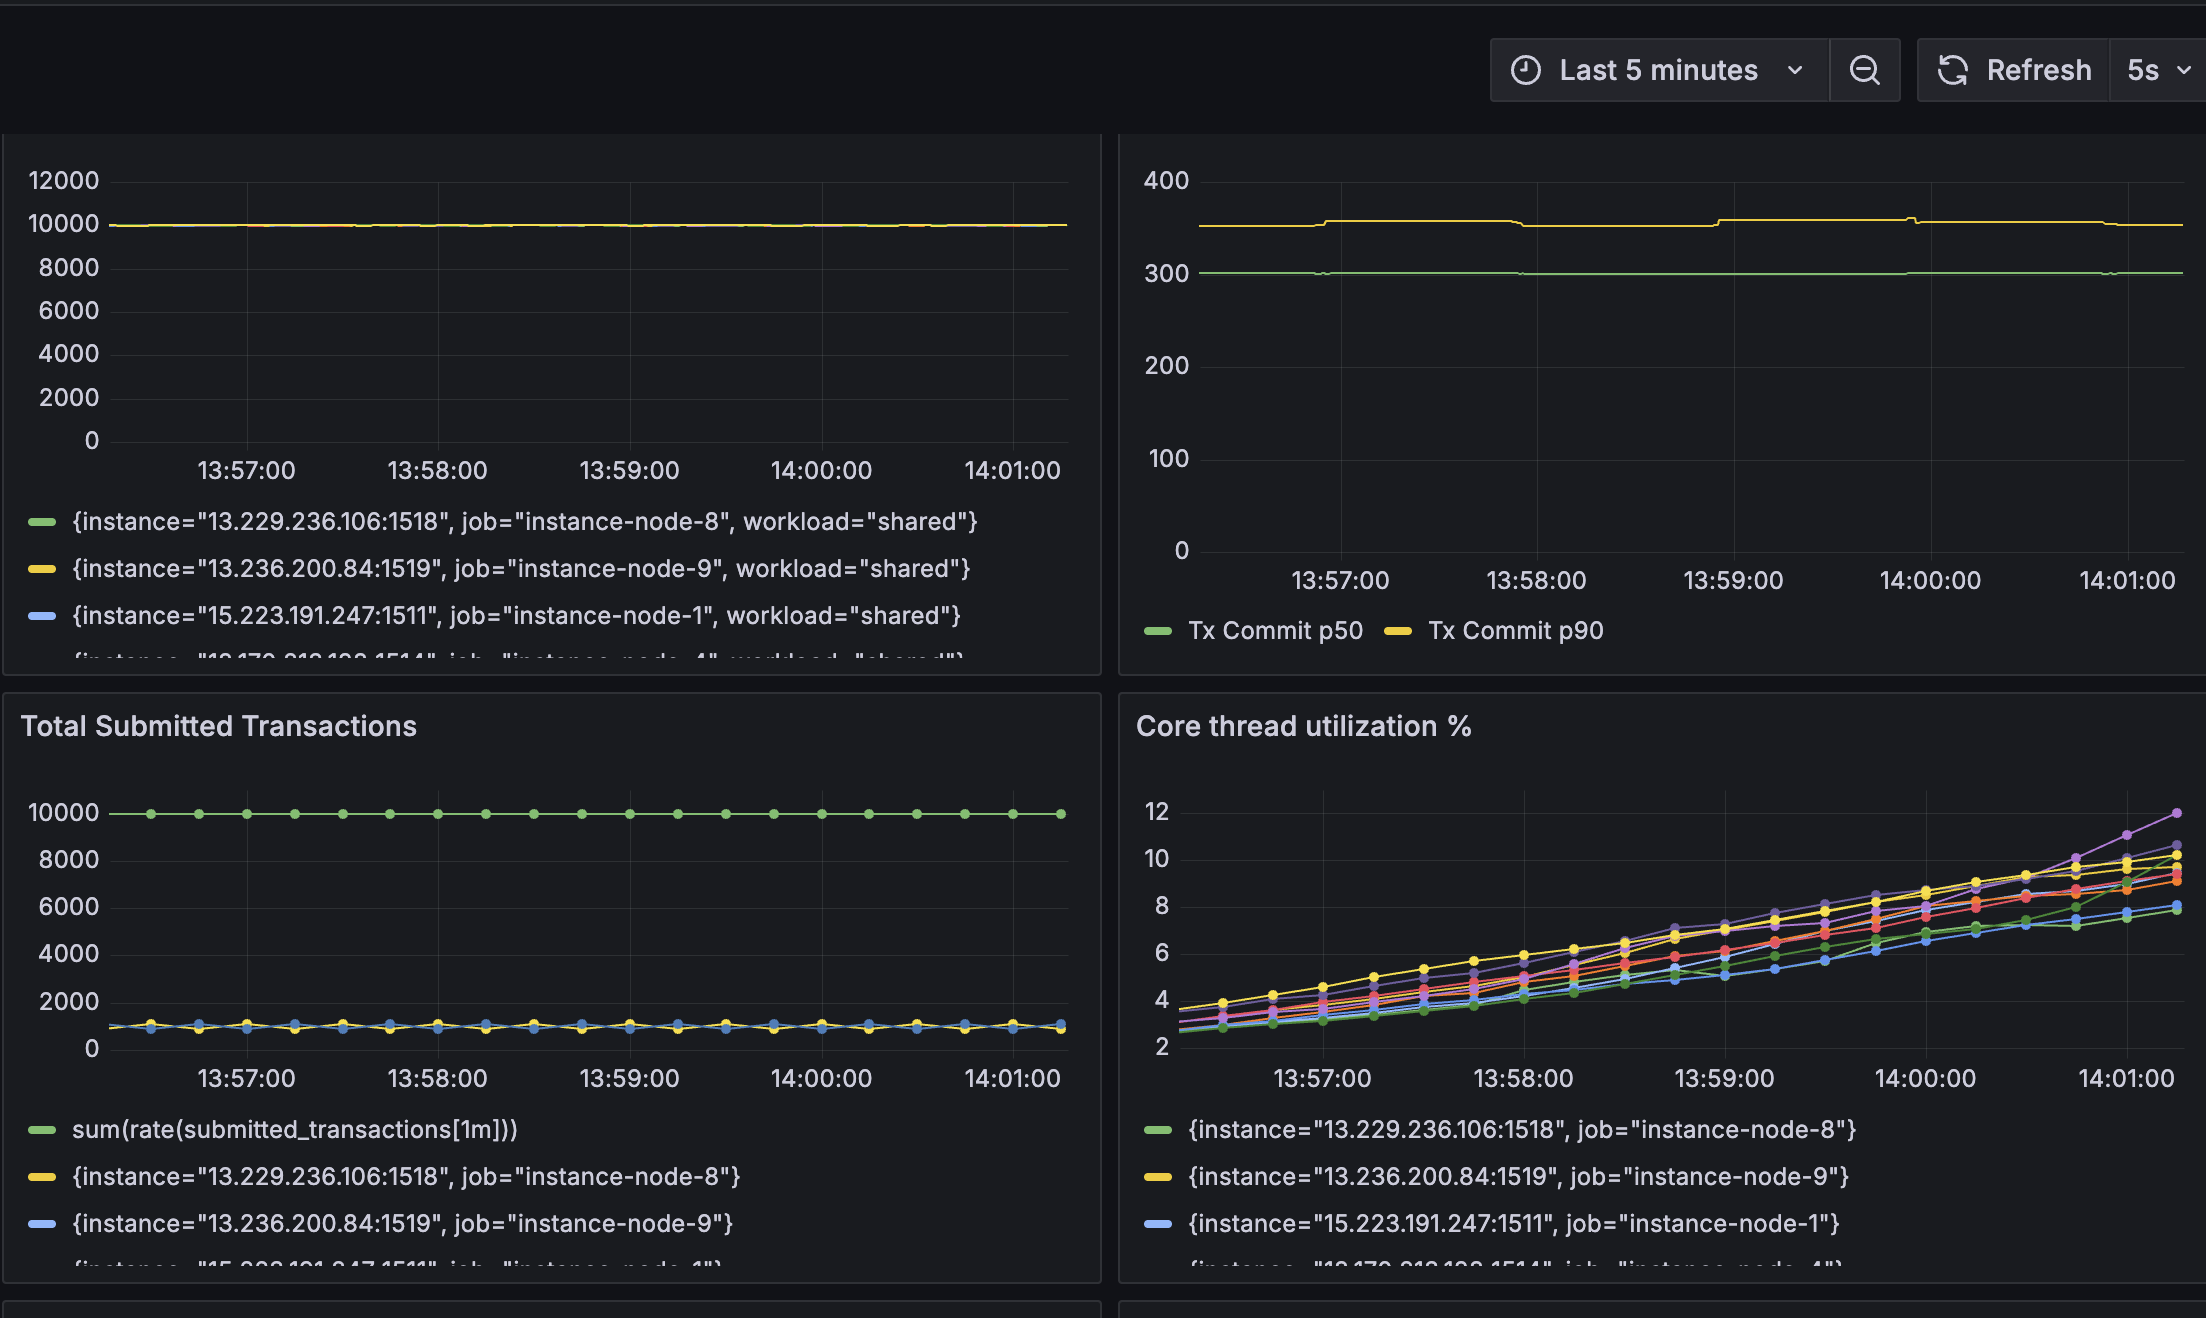 Last 5 minutes
Refresh
5s
12000
10000
8000
6000
4000
2000
0
13:57:00 13:58:00 13:59:00 14:00:00 14:01:00
{instance="13.229.236.106:1518", job="instance-node-8", workload="shared"}
{instance="13.236.200.84:1519", job="instance-node-9", workload="shared"}
{instance="15.223.191.247:1511", job="instance-node-1", workload="shared"}
400
300
200
100
0
13:57:00 13:58:00 13:59:00 14:00:00 14:01:00
Tx Commit p50 Tx Commit p90
Total Submitted Transactions
10000
8000
6000
4000
2000
0
13:57:00 13:58:00 13:59:00 14:00:00 14:01:00
sum(rate(submitted_transactions[1m]))
{instance="13.229.236.106:1518", job="instance-node-8"}
{instance="13.236.200.84:1519", job="instance-node-9"}
Core thread utilization %
12
10
8
6
4
2
13:57:00 13:58:00 13:59:00 14:00:00 14:01:00
{instance="13.229.236.106:1518", job="instance-node-8"}
{instance="13.236.200.84:1519", job="instance-node-9"}
{instance="15.223.191.247:1511", job="instance-node-1"}